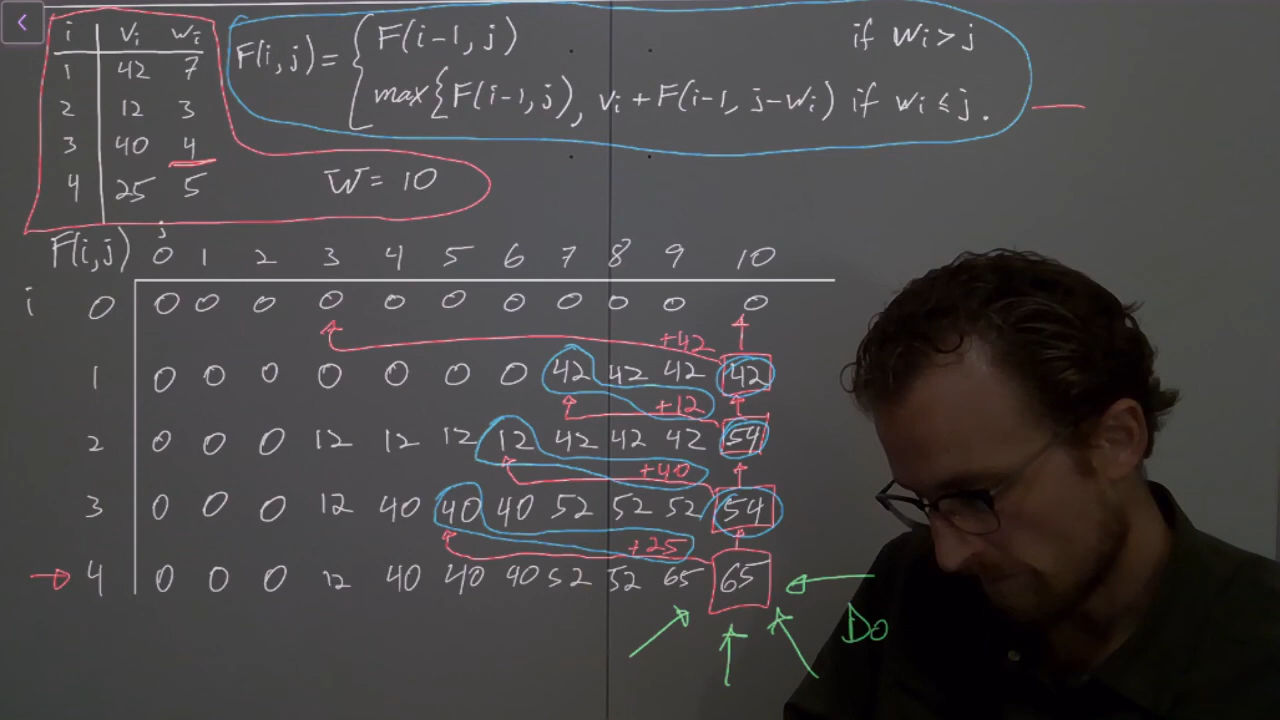 i vi wi
1 42 7
2 12 3
3 40 4
4 25 5
F(i,j) = { F(i-1, j) if wi > j
max{F(i-1,j), vi + F(i-1, j-wi) if wi ≤ j.
W = 10
F(i,j) j 0 1 2 3 4 5 6 7 8 9 10
i 0 0 0 0 0 0 0 0 0 0 0 0
+42
1 0 0 0 0 0 0 0 42 42 42 42
+12
2 0 0 0 12 12 12 12 42 42 42 54
+40
3 0 0 0 12 40 40 40 52 52 52 54
+25
4 0 0 0 12 40 40 40 52 52 65 65
Do